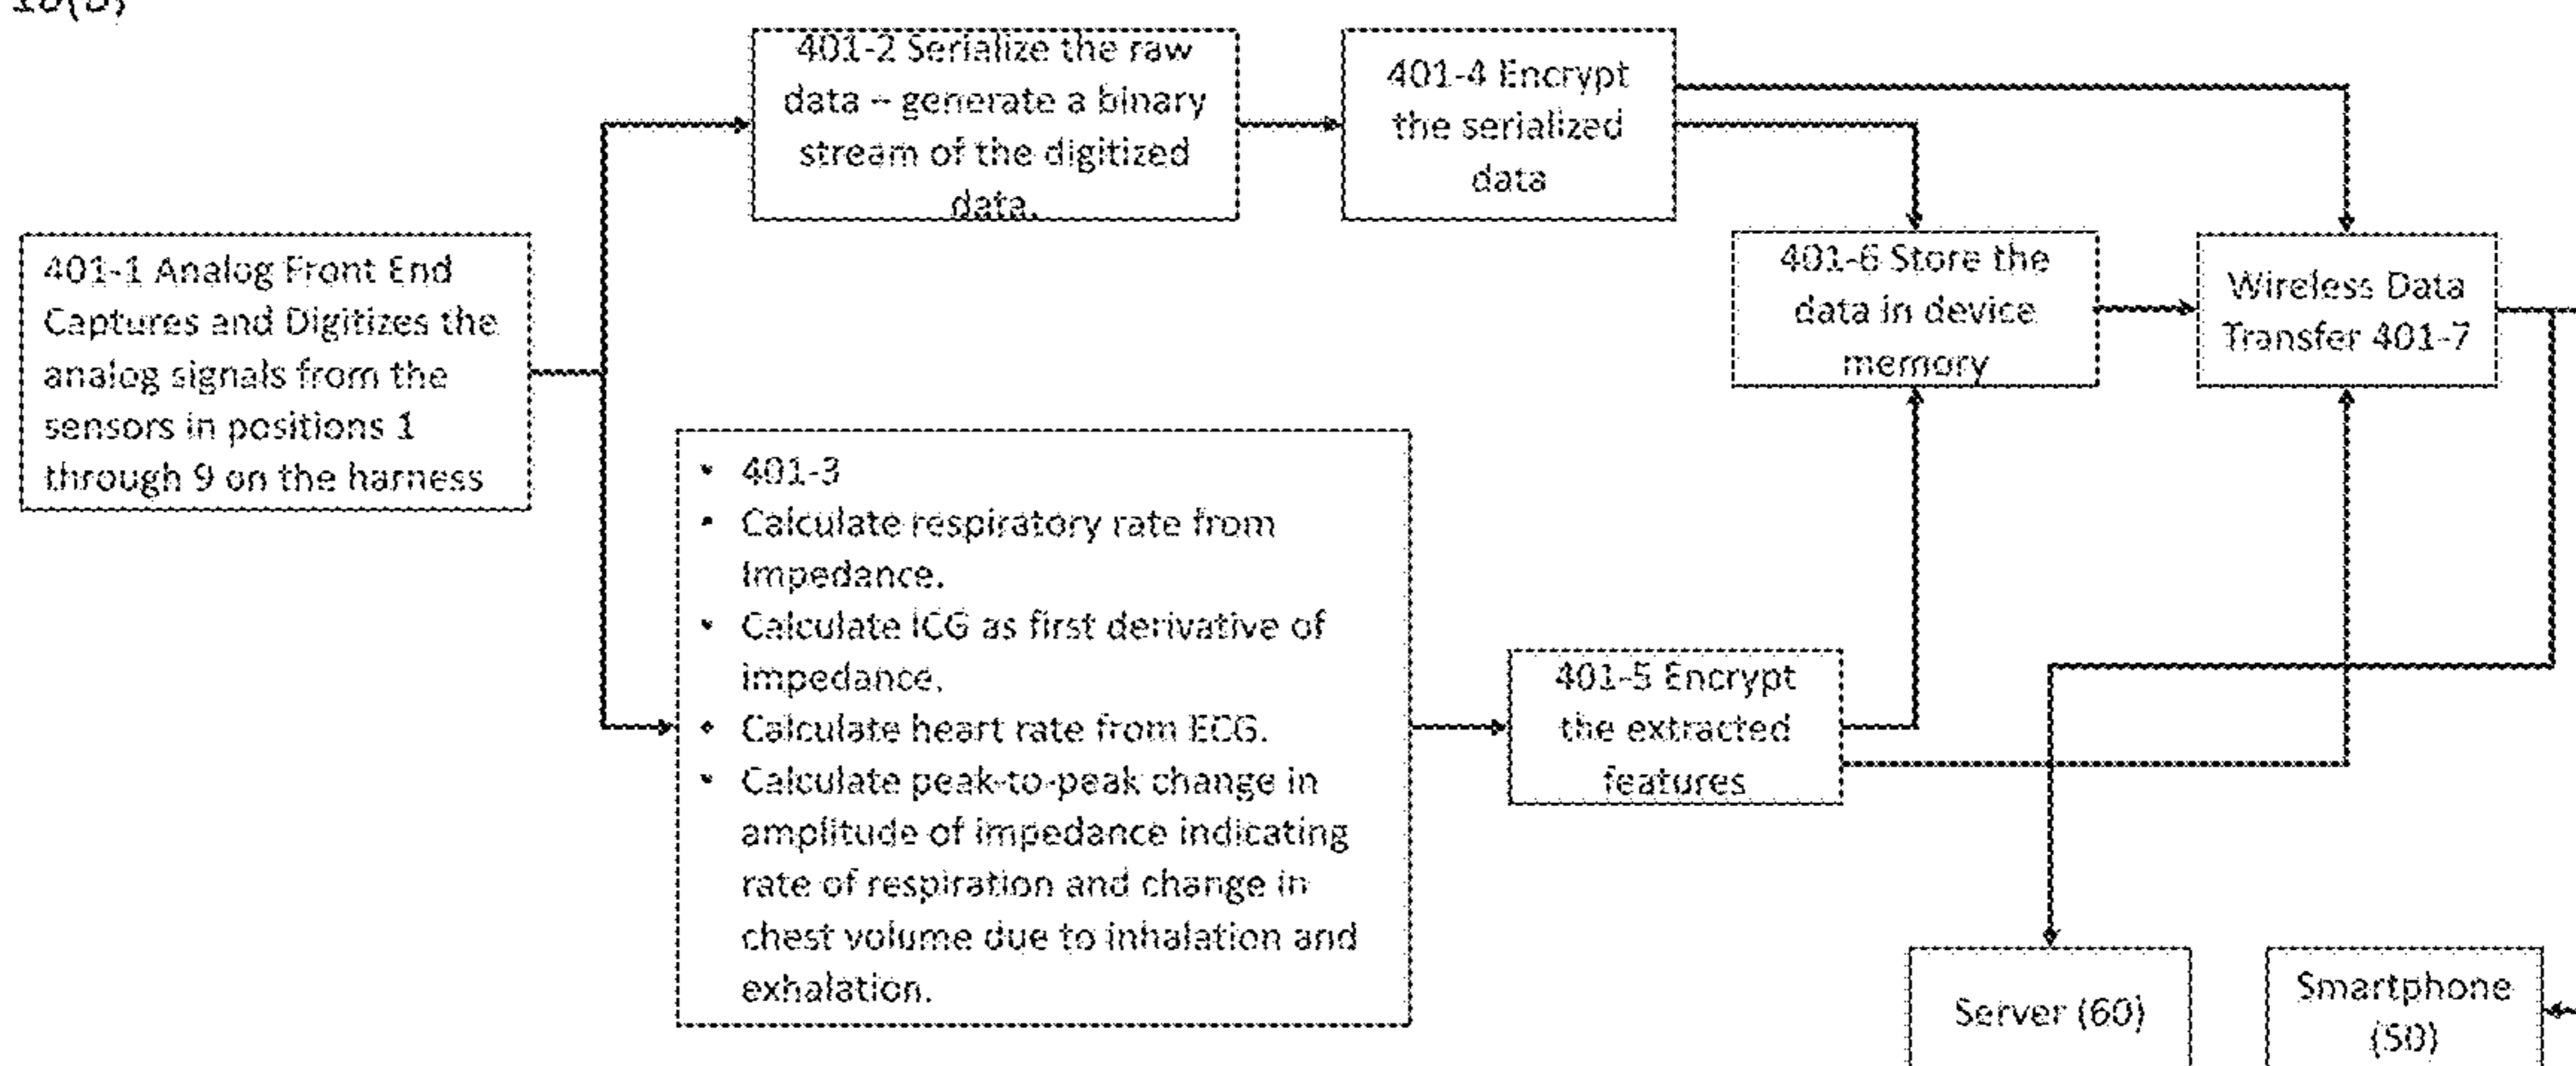 401-2 Serialize the raw
data – generate a binary
stream of the digitized
data.
401-4 Encrypt
the serialized
data
401-1 Analog Front End
Captures and Digitizes the
analog signals from the
sensors in positions 1
through 9 on the harness
401-6 Store the
data in device
memory
Wireless Data
Transfer 401-7
• 401-3
• Calculate respiratory rate from
Impedance.
• Calculate ICG as first derivative of
impedance.
• Calculate heart rate from ECG.
• Calculate peak-to-peak change in
amplitude of impedance indicating
rate of respiration and change in
chest volume due to inhalation and
exhalation.
401-5 Encrypt
the extracted
features
Server (60)
Smartphone
(50)